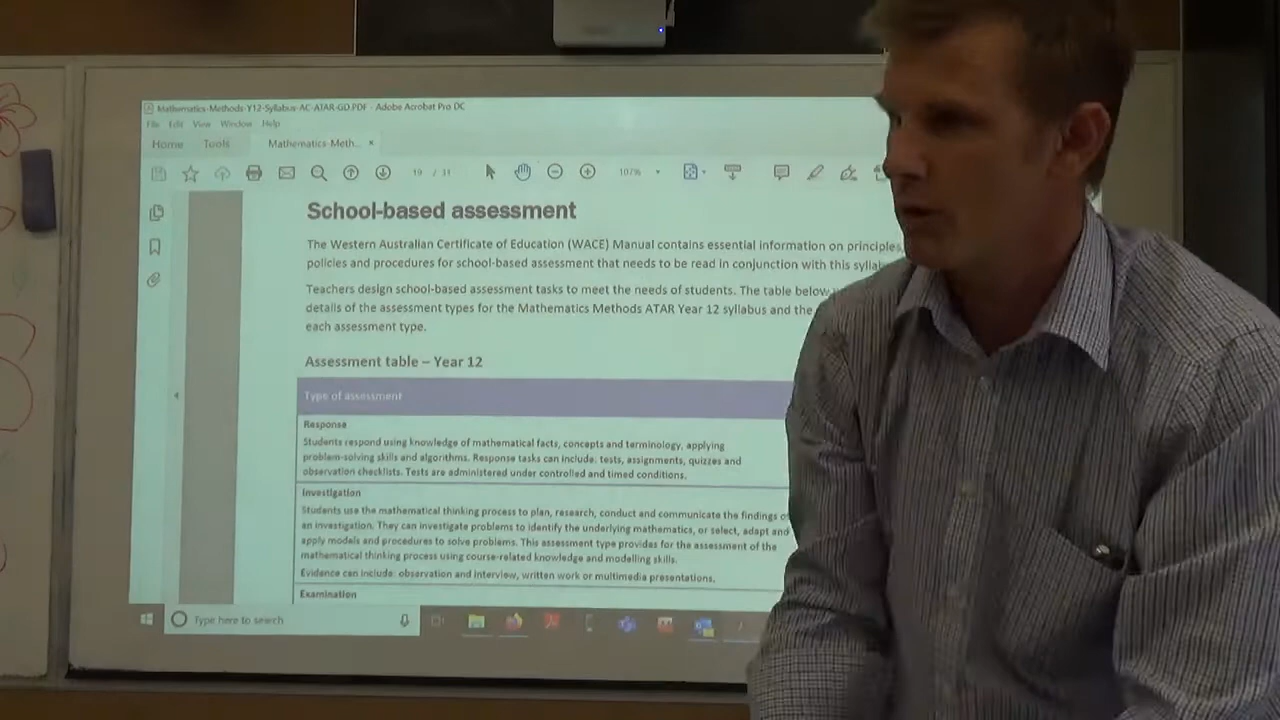 Mathematics-Methods-Y12-Syllabus-AC-ATAR-GD.PDF - Adobe Acrobat Pro DC
File Edit View Window Help
Home Tools Mathematics-Meth... ×
19 / 31 107%
School-based assessment
The Western Australian Certificate of Education (WACE) Manual contains essential information on principles,
policies and procedures for school-based assessment that needs to be read in conjunction with this
Teachers design school-based assessment tasks to meet the needs of students. The table below
details of the assessment types for the Mathematics Methods ATAR Year 12 syllabus and the
each assessment type.
Assessment table – Year 12
Type of assessment
Response
Students respond using knowledge of mathematical facts, concepts and terminology, applying
problem-solving skills and algorithms. Response tasks can include: tests, assignments, quizzes and
observation checklists. Tests are administered under controlled and timed conditions.
Investigation
Students use the mathematical thinking process to plan, research, conduct and communicate the findings of
an investigation. They can investigate problems to identify the underlying mathematics, or select, adapt and
apply models and procedures to solve problems. This assessment type provides for the assessment of the
mathematical thinking process using course-related knowledge and modelling skills.
Evidence can include: observation and interview, written work or multimedia presentations.
Examination
Type here to search